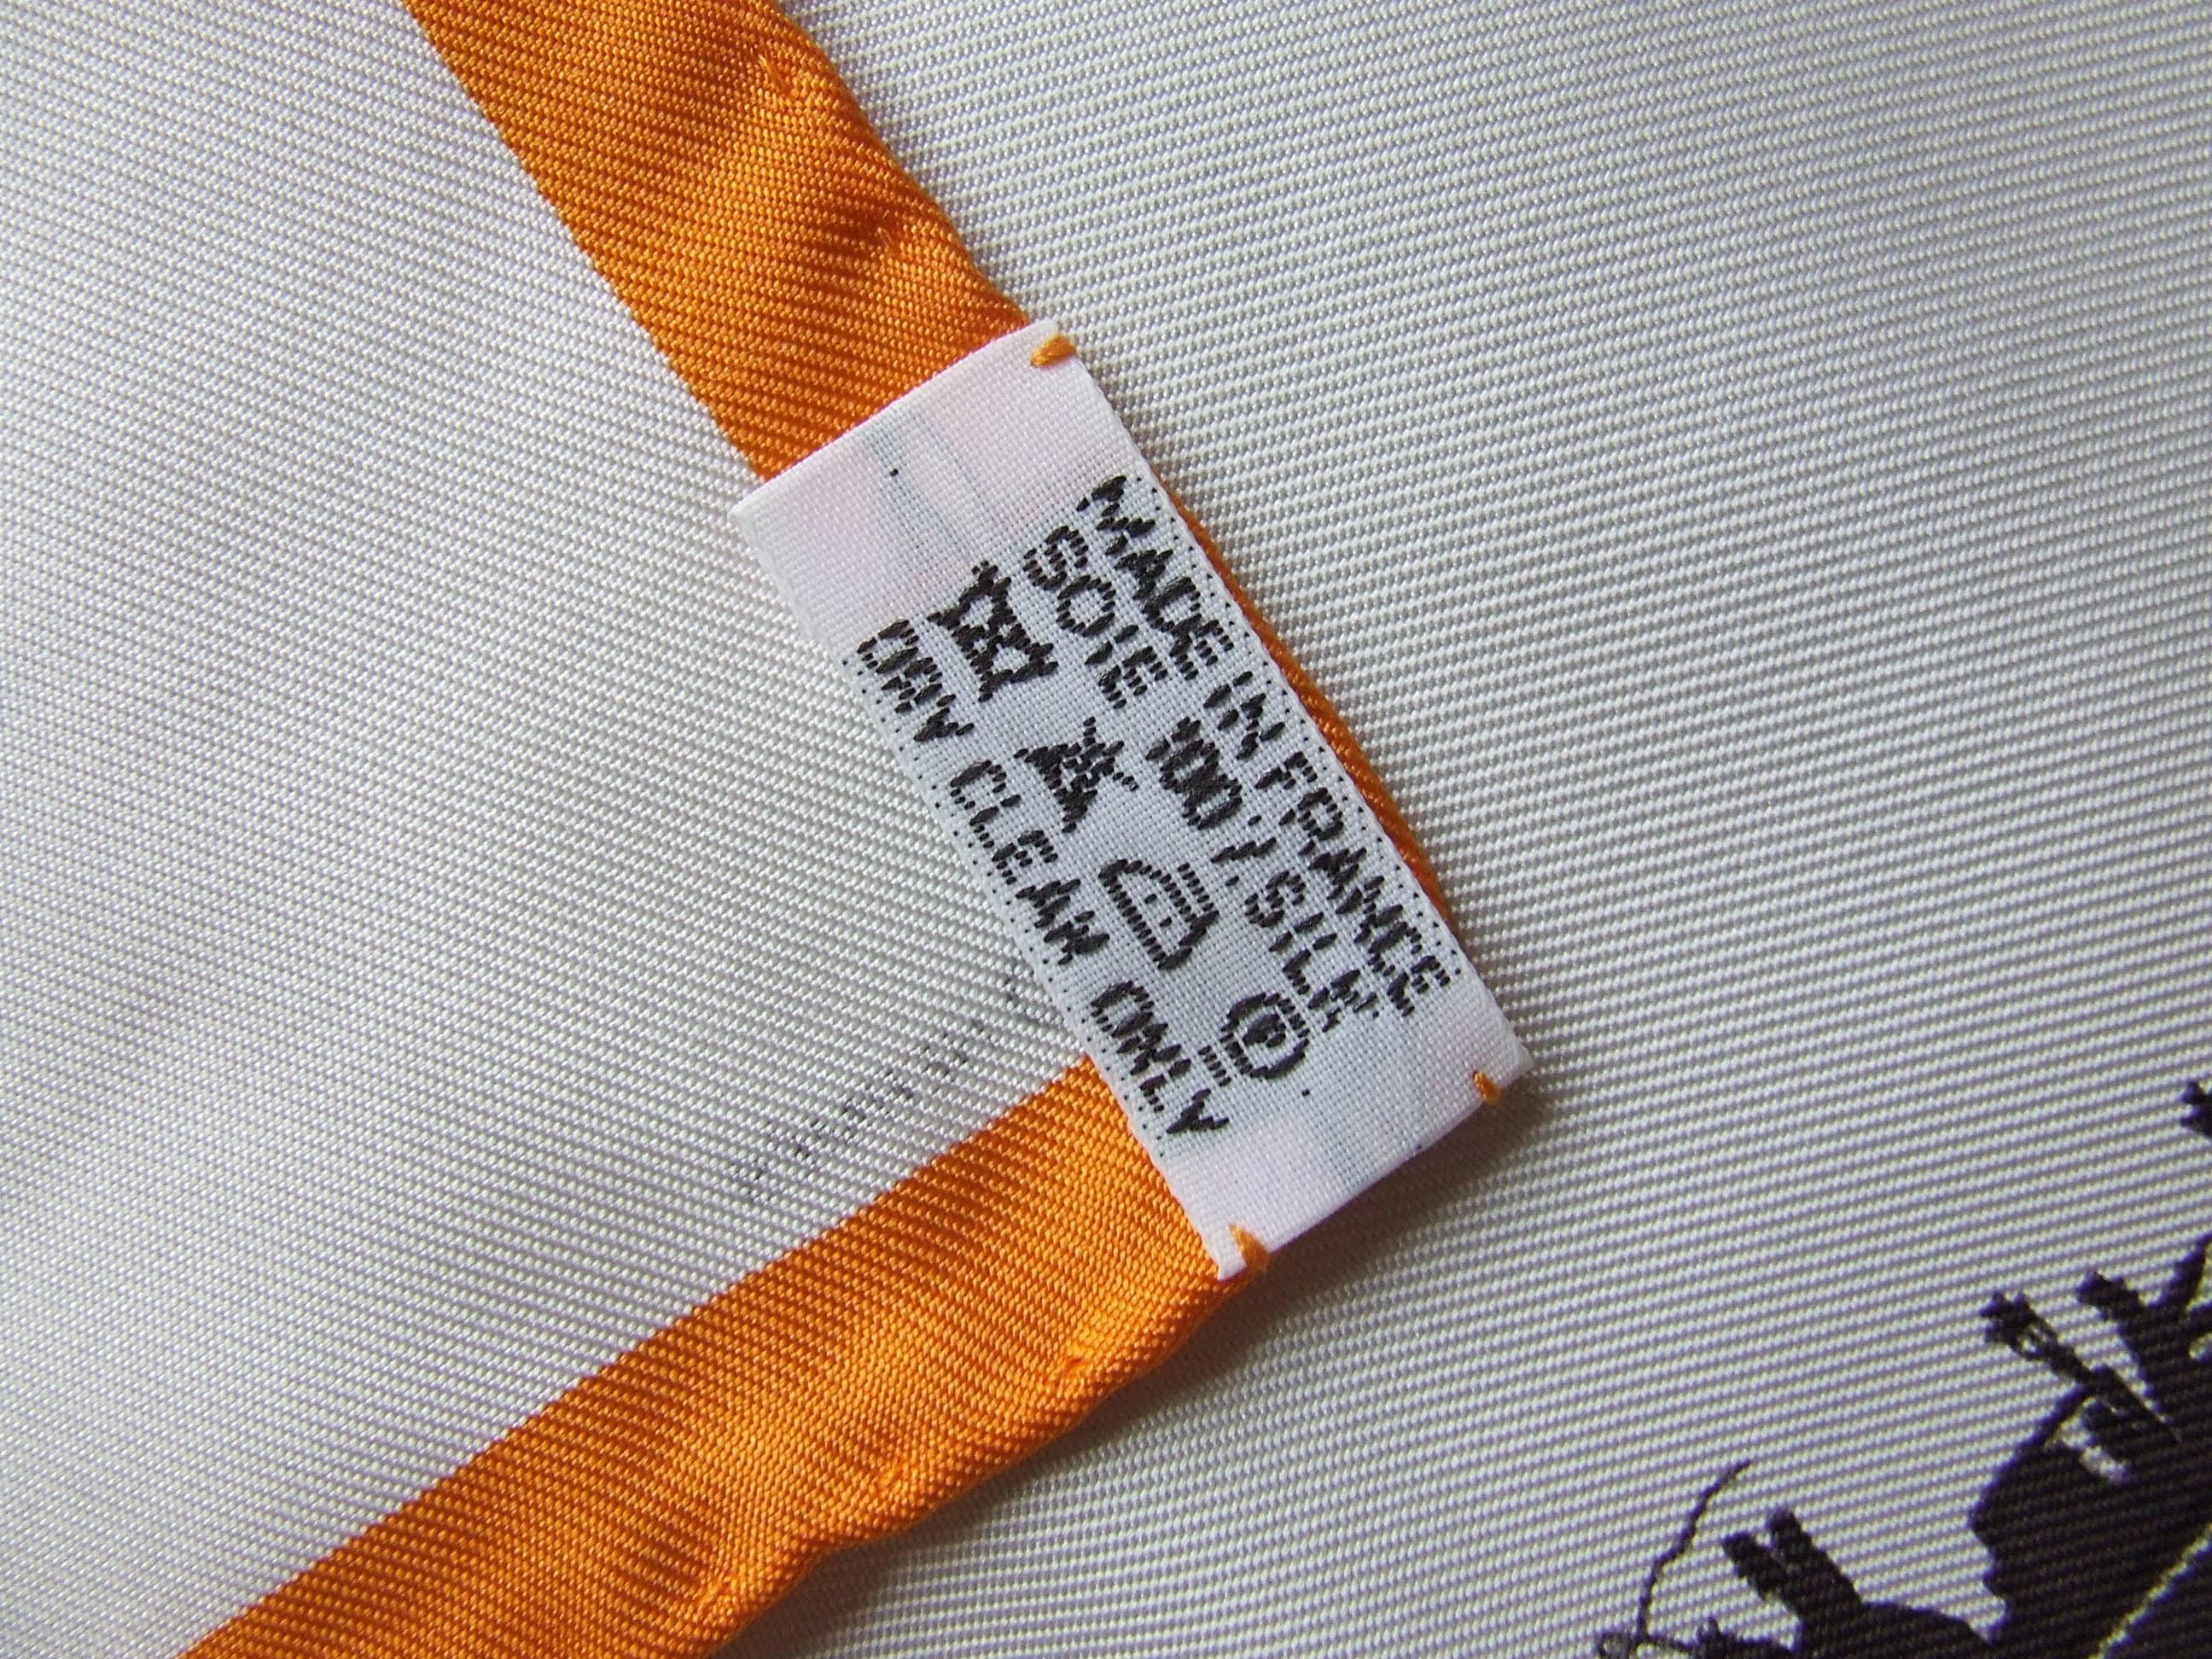 MADE IN FRANCE
SOIE 100% SILK
P
DRY CLEAN ONLY